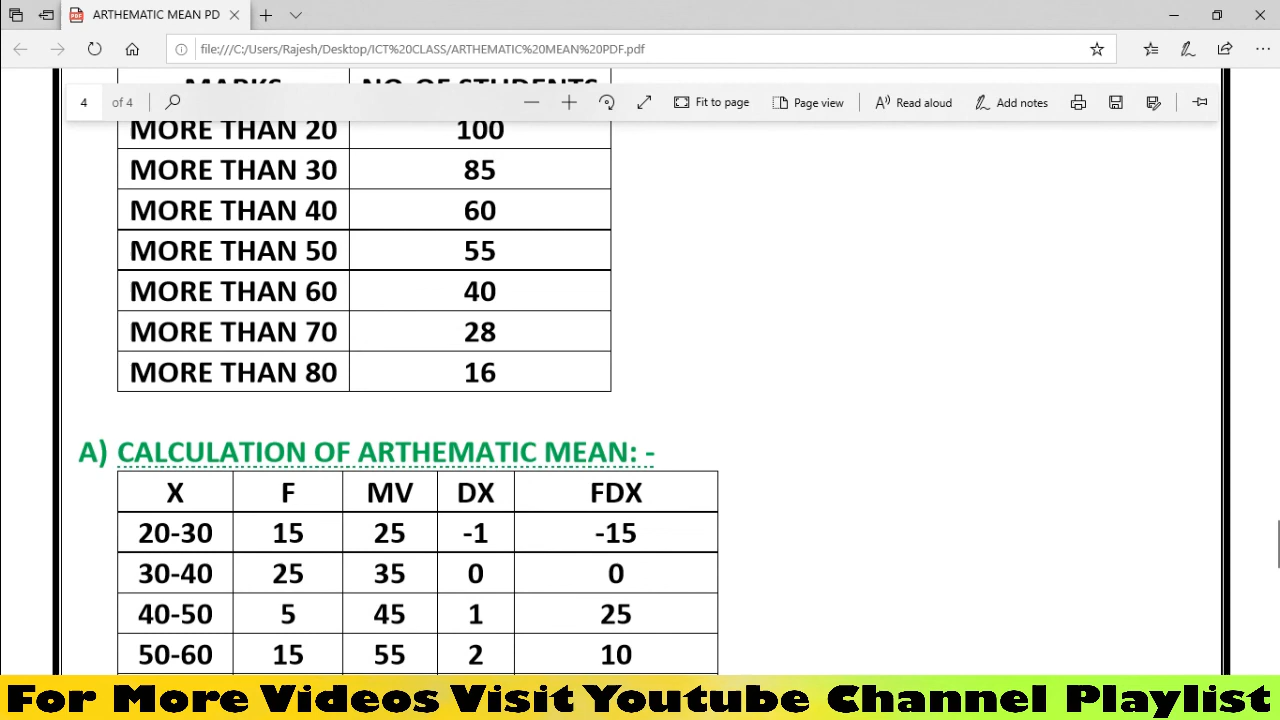 ARTHEMATIC MEAN PD
file:///C:/Users/Rajesh/Desktop/ICT%20CLASS/ARTHEMATIC%20MEAN%20PDF.pdf
MARKS NO. OF STUDENTS
4 of 4 Fit to page Page view Read aloud Add notes
MORE THAN 20 100
MORE THAN 30 85
MORE THAN 40 60
MORE THAN 50 55
MORE THAN 60 40
MORE THAN 70 28
MORE THAN 80 16
A) CALCULATION OF ARTHEMATIC MEAN: -
X F MV DX FDX
20-30 15 25 -1 -15
30-40 25 35 0 0
40-50 5 45 1 25
50-60 15 55 2 10
For More Videos Visit Youtube Channel Playlist